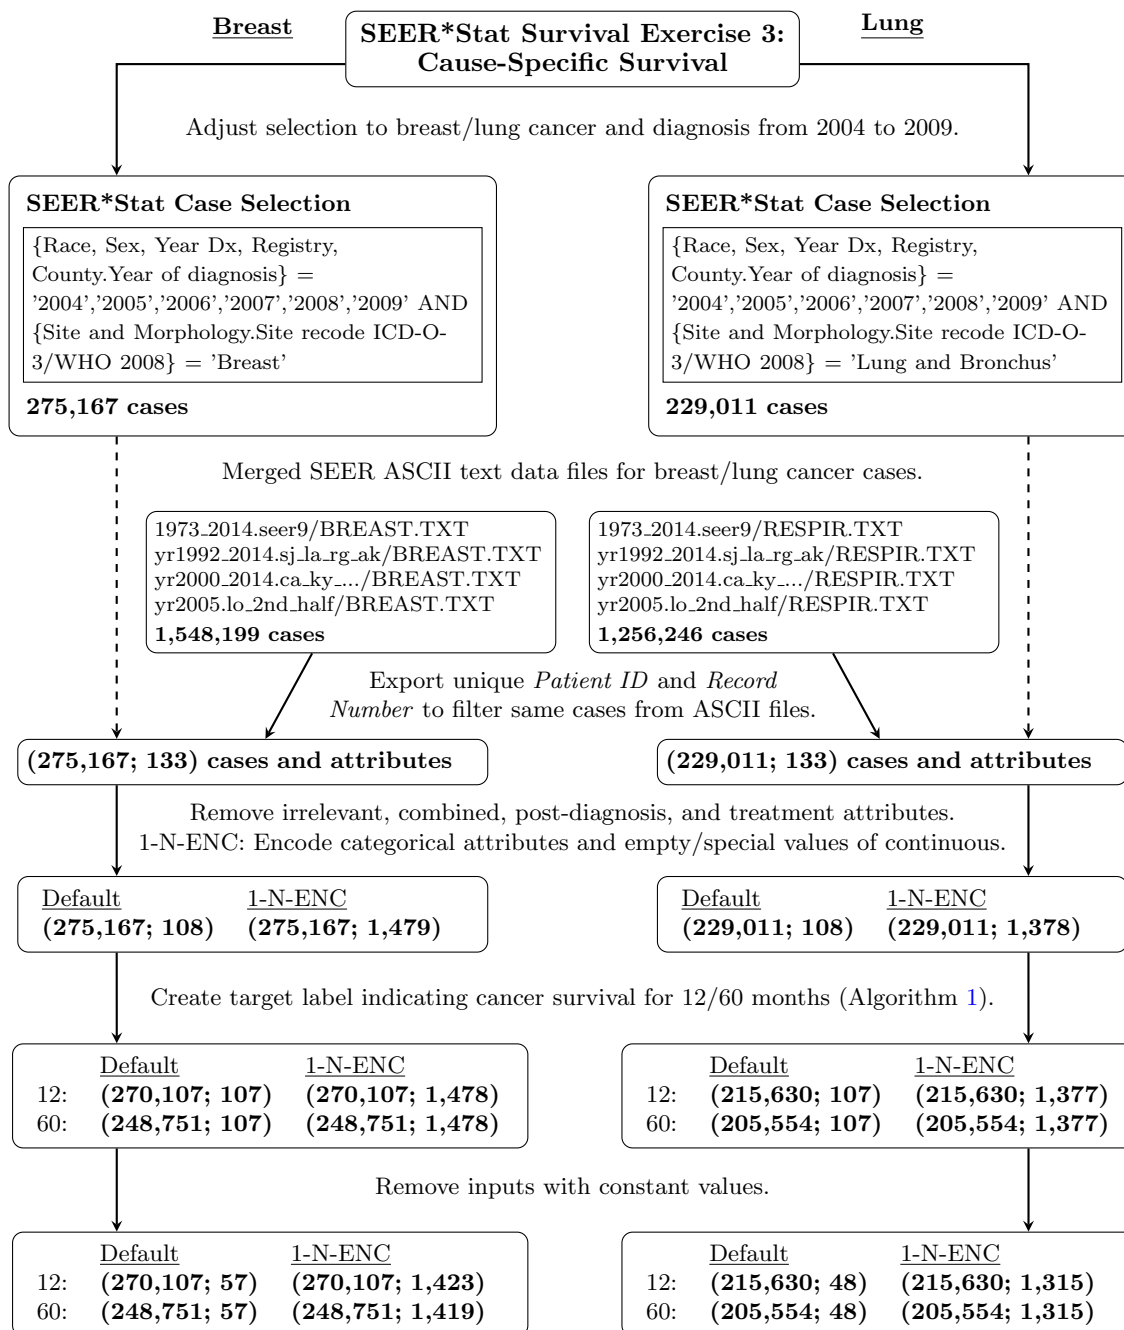 Breast
SEER*Stat Survival Exercise 3:
Cause-Specific Survival
Lung
Adjust selection to breast/lung cancer and diagnosis from 2004 to 2009.
SEER*Stat Case Selection
{Race, Sex, Year Dx, Registry,
County.Year of diagnosis} =
'2004','2005','2006','2007','2008','2009' AND
{Site and Morphology.Site recode ICD-O-
3/WHO 2008} = 'Breast'
275,167 cases
SEER*Stat Case Selection
{Race, Sex, Year Dx, Registry,
County.Year of diagnosis} =
'2004','2005','2006','2007','2008','2009' AND
{Site and Morphology.Site recode ICD-O-
3/WHO 2008} = 'Lung and Bronchus'
229,011 cases
Merged SEER ASCII text data files for breast/lung cancer cases.
1973_2014.seer9/BREAST.TXT
yr1992_2014.sj_la_rg_ak/BREAST.TXT
yr2000_2014.ca_ky_.../BREAST.TXT
yr2005.lo_2nd_half/BREAST.TXT
1,548,199 cases
1973_2014.seer9/RESPIR.TXT
yr1992_2014.sj_la_rg_ak/RESPIR.TXT
yr2000_2014.ca_ky_.../RESPIR.TXT
yr2005.lo_2nd_half/RESPIR.TXT
1,256,246 cases
Export unique Patient ID and Record
Number to filter same cases from ASCII files.
(275,167; 133) cases and attributes
(229,011; 133) cases and attributes
Remove irrelevant, combined, post-diagnosis, and treatment attributes.
1-N-ENC: Encode categorical attributes and empty/special values of continuous.
Default 1-N-ENC
(275,167; 108) (275,167; 1,479)
Default 1-N-ENC
(229,011; 108) (229,011; 1,378)
Create target label indicating cancer survival for 12/60 months (Algorithm 1).
Default 1-N-ENC
12: (270,107; 107) (270,107; 1,478)
60: (248,751; 107) (248,751; 1,478)
Default 1-N-ENC
12: (215,630; 107) (215,630; 1,377)
60: (205,554; 107) (205,554; 1,377)
Remove inputs with constant values.
Default 1-N-ENC
12: (270,107; 57) (270,107; 1,423)
60: (248,751; 57) (248,751; 1,419)
Default 1-N-ENC
12: (215,630; 48) (215,630; 1,315)
60: (205,554; 48) (205,554; 1,315)